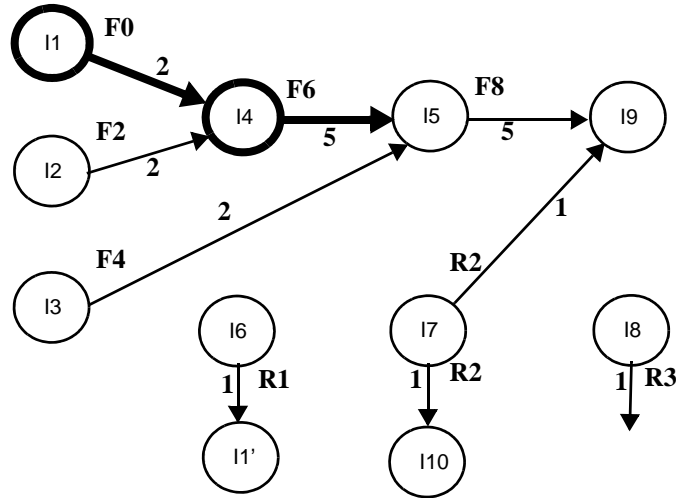 I1 F0
2
I4 F6
5
I5 F8
5
I9
I2 F2
2
I3 F4
2
1
R2
I6
1 R1
I1'
I7
1 R2
I10
I8
1 R3